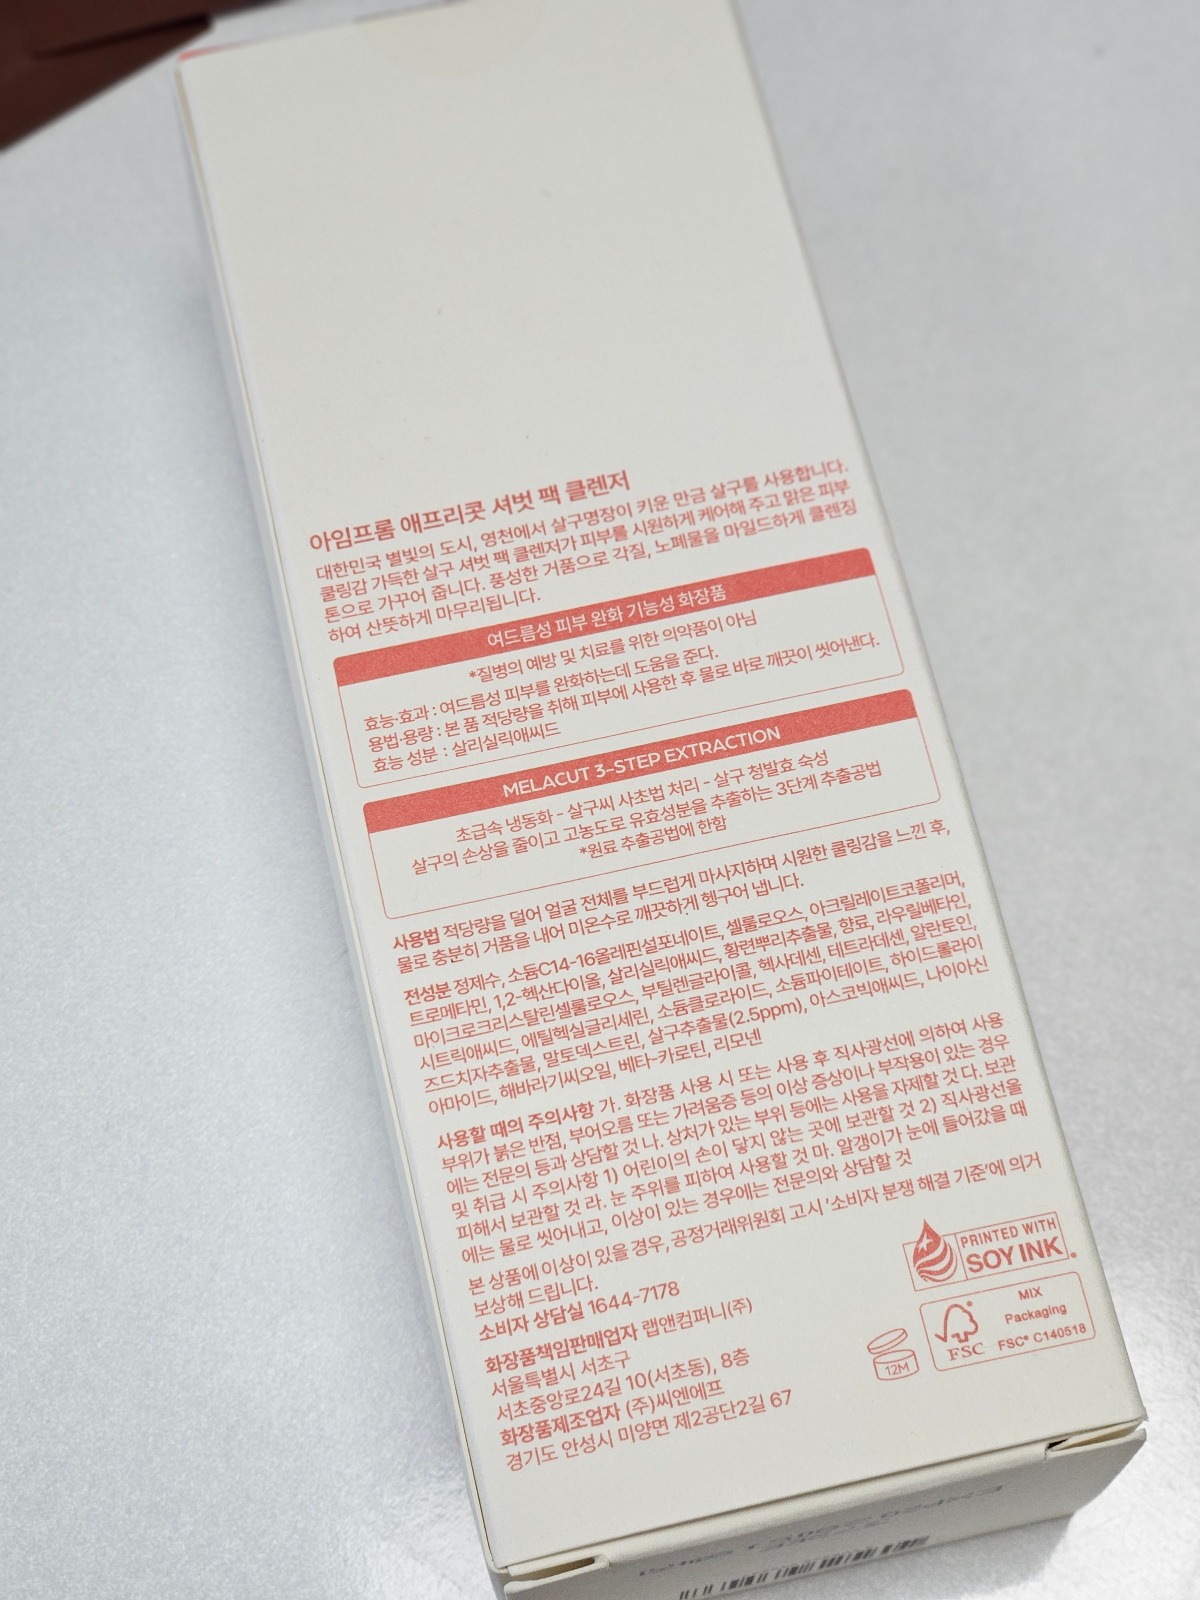 아임프롬 애프리콧 셔벗 팩 클렌저
대한민국 별빛의 도시, 영천에서 살구명장이 키운 만금 살구를 사용합니다.
쿨링감 가득한 살구 셔벗 팩 클렌저가 피부를 시원하게 케어해 주고 맑은 피부
톤으로 가꾸어 줍니다. 풍성한 거품으로 각질, 노폐물을 마일드하게 클렌징
하여 산뜻하게 마무리됩니다.
여드름성 피부 완화 기능성 화장품
*질병의 예방 및 치료를 위한 의약품이 아님
효능·효과 : 여드름성 피부를 완화하는데 도움을 준다.
용법·용량 : 본 품 적당량을 취해 피부에 사용한 후 물로 바로 깨끗이 씻어낸다.
효능 성분 : 살리실릭애씨드
MELACUT 3-STEP EXTRACTION
초급속 냉동화 - 살구씨 사초법 처리 - 살구 청발효 숙성
살구의 손상을 줄이고 고농도로 유효성분을 추출하는 3단계 추출공법
*원료 추출공법에 한함
사용법 적당량을 덜어 얼굴 전체를 부드럽게 마사지하며 시원한 쿨링감을 느낀 후,
물로 충분히 거품을 내어 미온수로 깨끗하게 헹구어 냅니다.
전성분 정제수, 소듐C14-16올레핀설포네이트, 셀룰로오스, 아크릴레이트코폴리머,
트로메타민, 1,2-헥산다이올, 살리실릭애씨드, 황련뿌리추출물, 향료, 라우릴베타인,
마이크로크리스탈린셀룰로오스, 부틸렌글라이콜, 헥사데센, 테트라데센, 알란토인,
시트릭애씨드, 에틸헥실글리세린, 소듐클로라이드, 소듐파이테이트, 하이드롤라이
즈드치자추출물, 말토덱스트린, 살구추출물(2.5ppm), 아스코빅애씨드, 나이아신
아마이드, 해바라기씨오일, 베타-카로틴, 리모넨
사용할 때의 주의사항 가. 화장품 사용 시 또는 사용 후 직사광선에 의하여 사용
부위가 붉은 반점, 부어오름 또는 가려움증 등의 이상 증상이나 부작용이 있는 경우
에는 전문의 등과 상담할 것 나. 상처가 있는 부위 등에는 사용을 자제할 것 다. 보관
및 취급 시 주의사항 1) 어린이의 손이 닿지 않는 곳에 보관할 것 2) 직사광선을
피해서 보관할 것 라. 눈 주위를 피하여 사용할 것 마. 알갱이가 눈에 들어갔을 때
에는 물로 씻어내고, 이상이 있는 경우에는 전문의와 상담할 것
본 상품에 이상이 있을 경우, 공정거래위원회 고시 '소비자 분쟁 해결 기준'에 의거
보상해 드립니다.
소비자 상담실 1644-7178
화장품책임판매업자 랩앤컴퍼니(주)
서울특별시 서초구
서초중앙로24길 10(서초동), 8층
화장품제조업자 (주)씨엔에프
경기도 안성시 미양면 제2공단2길 67
PRINTED WITH
SOY INK
12M
FSC
MIX
Packaging
FSC® C140518